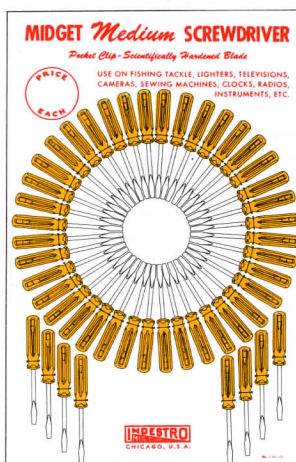 MIDGET Medium SCREWDRIVER
Pocket Clip-Scientifically Hardened Blade
PRICE
EACH
USE ON FISHING TACKLE, LIGHTERS, TELEVISIONS,
CAMERAS, SEWING MACHINES, CLOCKS, RADIOS,
INSTRUMENTS, ETC.
INDESTRO
CHICAGO, U.S.A.